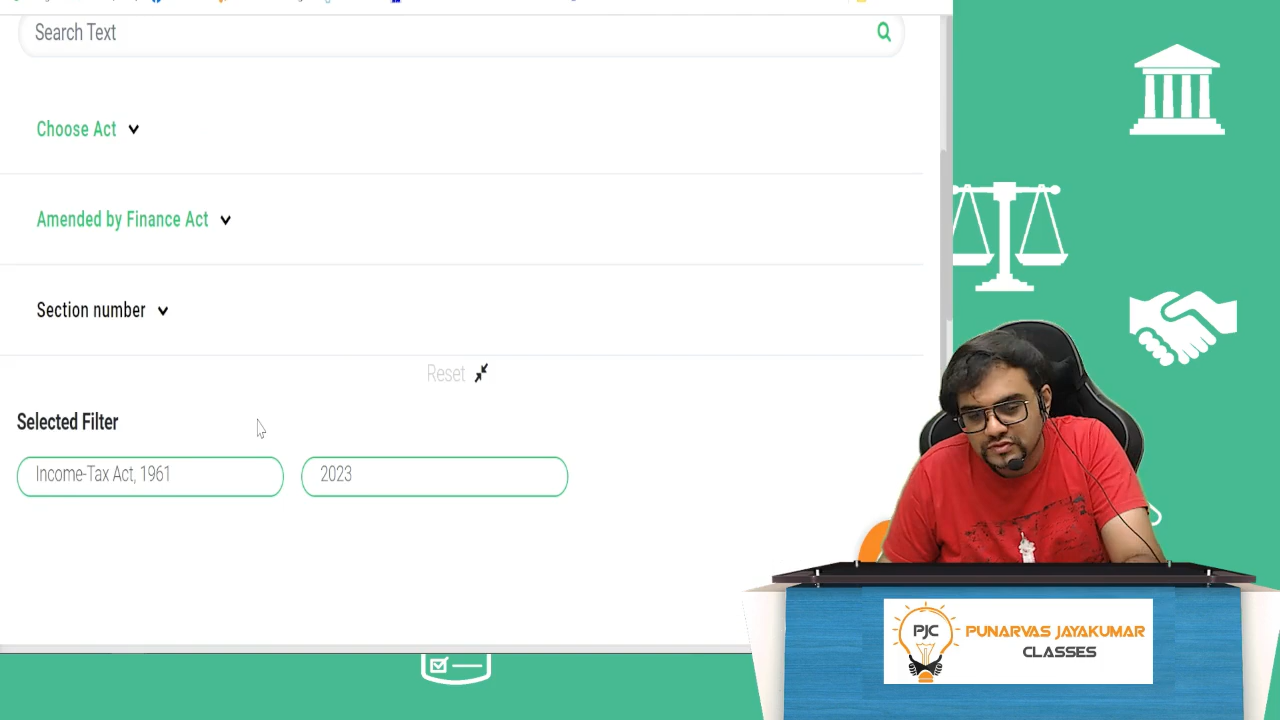 Search Text
Choose Act
Amended by Finance Act
Section number
Reset
Selected Filter
Income-Tax Act, 1961
2023
PJC
PUNARVAS JAYAKUMAR
CLASSES